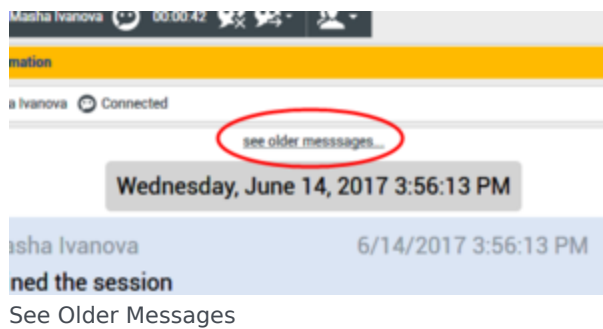 Masha Ivanova 00:00:42
mation
a Ivanova Connected
see older messsages...
Wednesday, June 14, 2017 3:56:13 PM
asha Ivanova 6/14/2017 3:56:13 PM
ned the session
See Older Messages